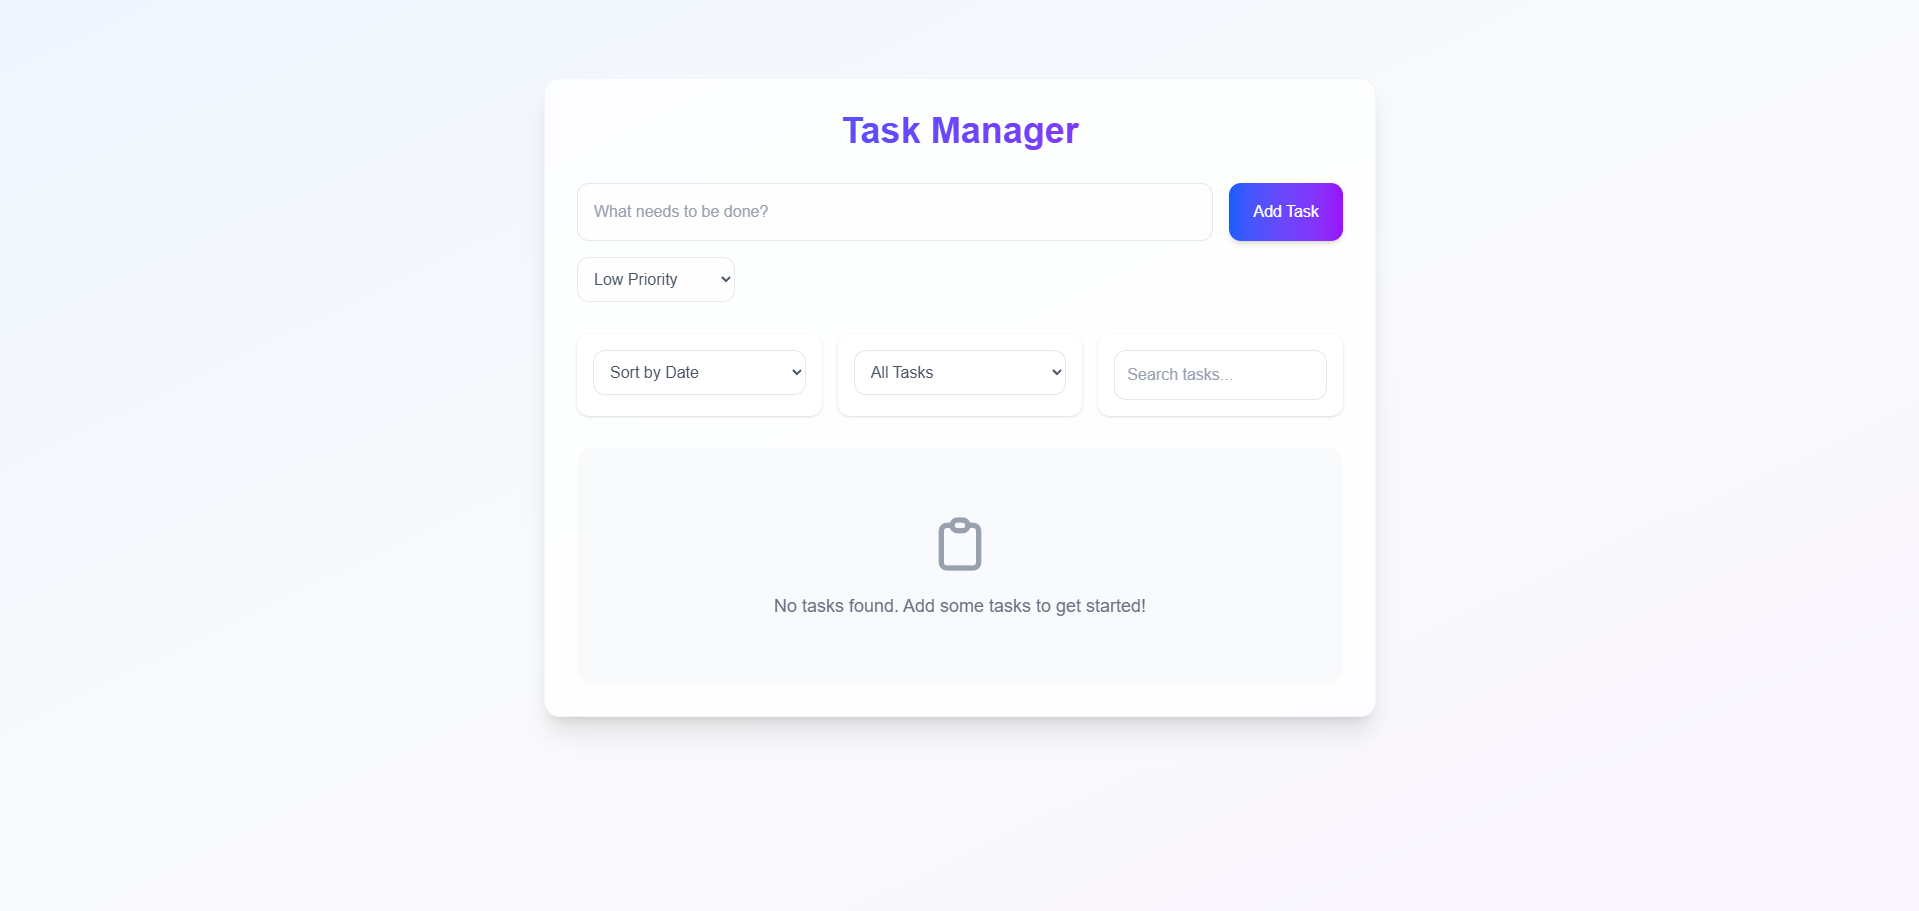 Task Manager
What needs to be done?
Add Task
Low Priority
Sort by Date
All Tasks
Search tasks...
No tasks found. Add some tasks to get started!